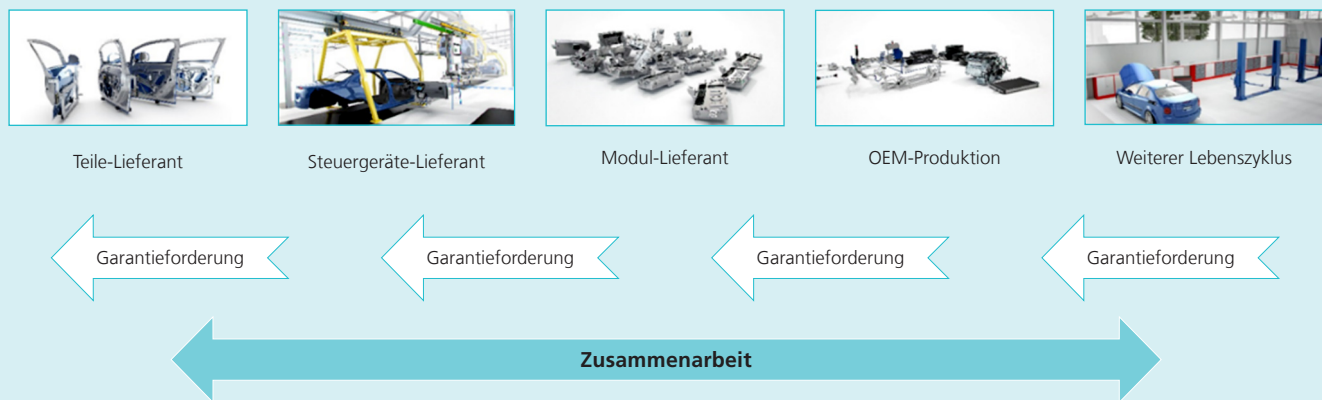 Teile-Lieferant
Steuergeräte-Lieferant
Modul-Lieferant
OEM-Produktion
Weiterer Lebenszyklus
Garantieforderung
Garantieforderung
Garantieforderung
Garantieforderung
Zusammenarbeit